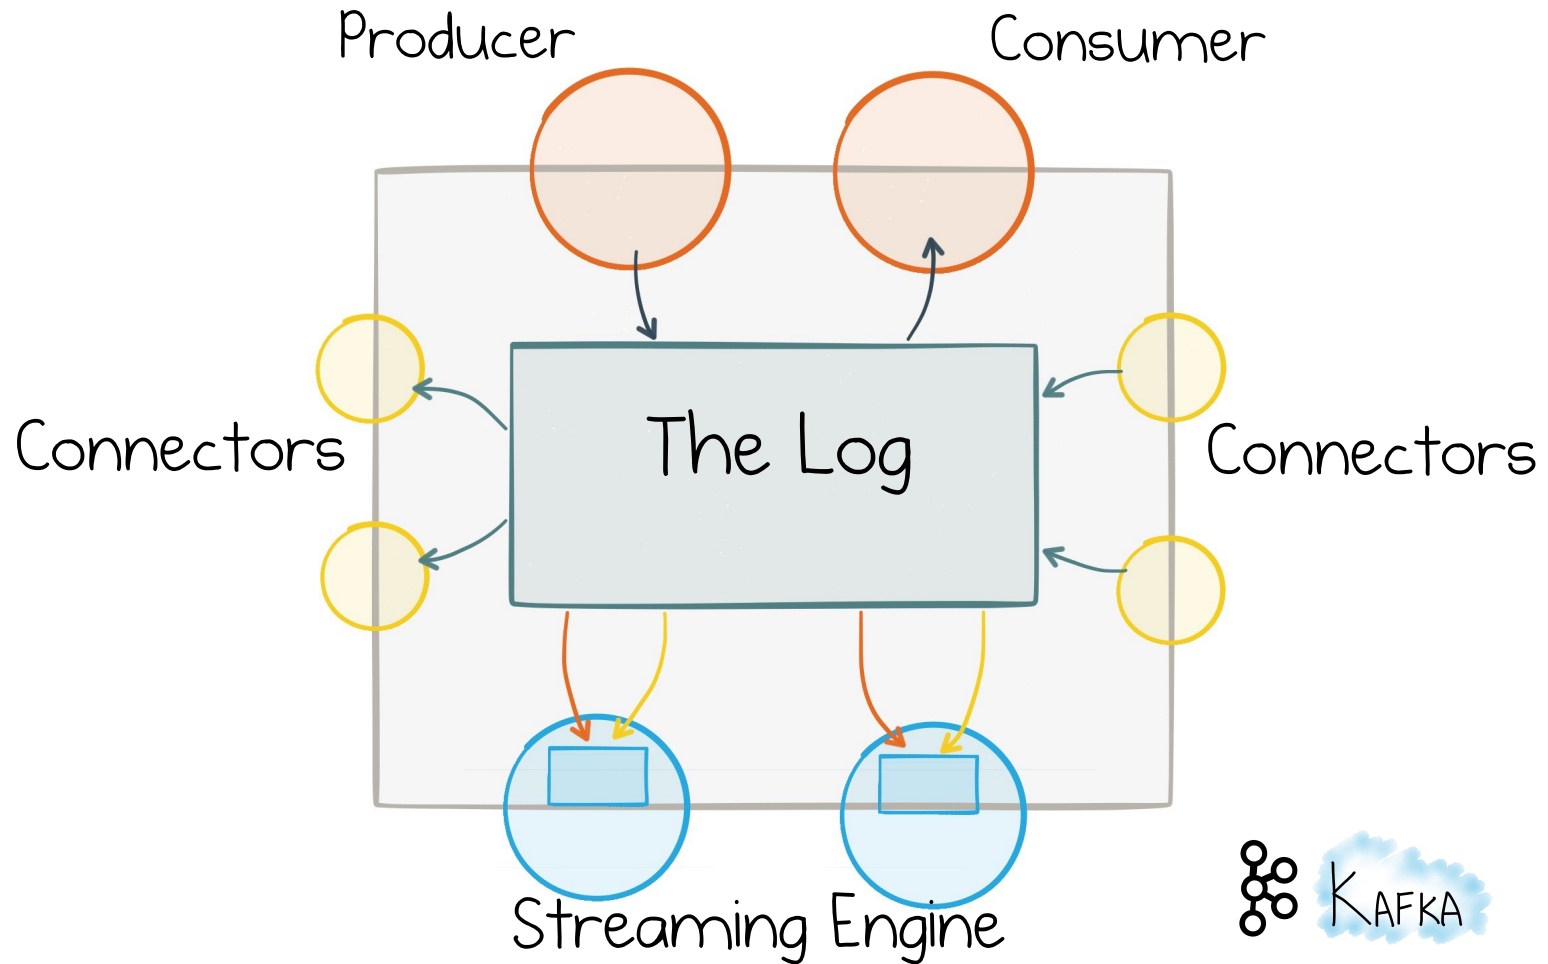 Producer
Consumer
Connectors
The Log
Connectors
Streaming Engine
KAFKA